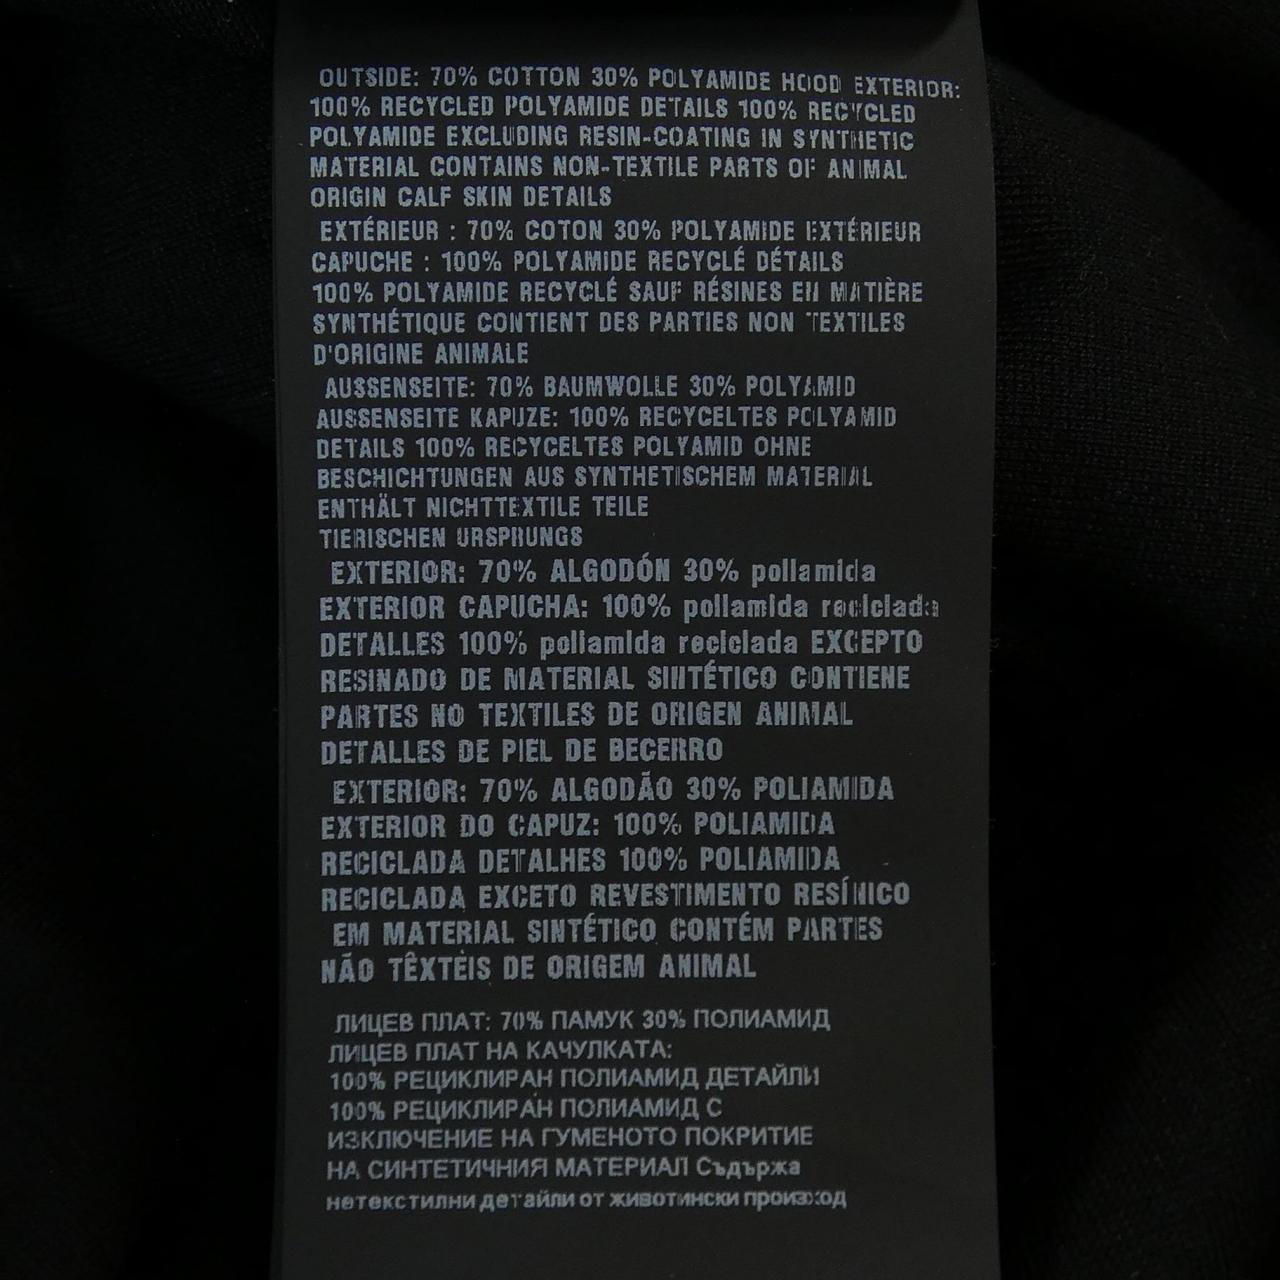 OUTSIDE: 70% COTTON 30% POLYAMIDE HOOD EXTERIOR:
100% RECYCLED POLYAMIDE DETAILS 100% RECYCLED
POLYAMIDE EXCLUDING RESIN-COATING IN SYNTHETIC
MATERIAL CONTAINS NON-TEXTILE PARTS OF ANIMAL
ORIGIN CALF SKIN DETAILS
EXTÉRIEUR : 70% COTON 30% POLYAMIDE EXTÉRIEUR
CAPUCHE : 100% POLYAMIDE RECYCLÉ DÉTAILS
100% POLYAMIDE RECYCLÉ SAUF RÉSINES EN MATIÈRE
SYNTHÉTIQUE CONTIENT DES PARTIES NON TEXTILES
D'ORIGINE ANIMALE
AUSSENSEITE: 70% BAUMWOLLE 30% POLYAMID
AUSSENSEITE KAPUZE: 100% RECYCELTES POLYAMID
DETAILS 100% RECYCELTES POLYAMID OHNE
BESCHICHTUNGEN AUS SYNTHETISCHEM MATERIAL
ENTHÄLT NICHTTEXTILE TEILE
TIERISCHEN URSPRUNGS
EXTERIOR: 70% ALGODÓN 30% poliamida
EXTERIOR CAPUCHA: 100% poliamida reciclada
DETALLES 100% poliamida reciclada EXCEPTO
RESINADO DE MATERIAL SINTÉTICO CONTIENE
PARTES NO TEXTILES DE ORIGEN ANIMAL
DETALLES DE PIEL DE BECERRO
EXTERIOR: 70% ALGODÃO 30% POLIAMIDA
EXTERIOR DO CAPUZ: 100% POLIAMIDA
RECICLADA DETALHES 100% POLIAMIDA
RECICLADA EXCETO REVESTIMENTO RESÍNICO
EM MATERIAL SINTÉTICO CONTÉM PARTES
NÃO TÊXTEIS DE ORIGEM ANIMAL
ЛИЦЕВ ПЛАТ: 70% ПАМУК 30% ПОЛИАМИД
ЛИЦЕВ ПЛАТ НА КАЧУЛКАТА:
100% РЕЦИКЛИРАН ПОЛИАМИД ДЕТАЙЛИ
100% РЕЦИКЛИРАН ПОЛИАМИД С
ИЗКЛЮЧЕНИЕ НА ГУМЕНОТО ПОКРИТИЕ
НА СИНТЕТИЧНИЯ МАТЕРИАЛ Съдържа
нетекстилни детайли от животински произход